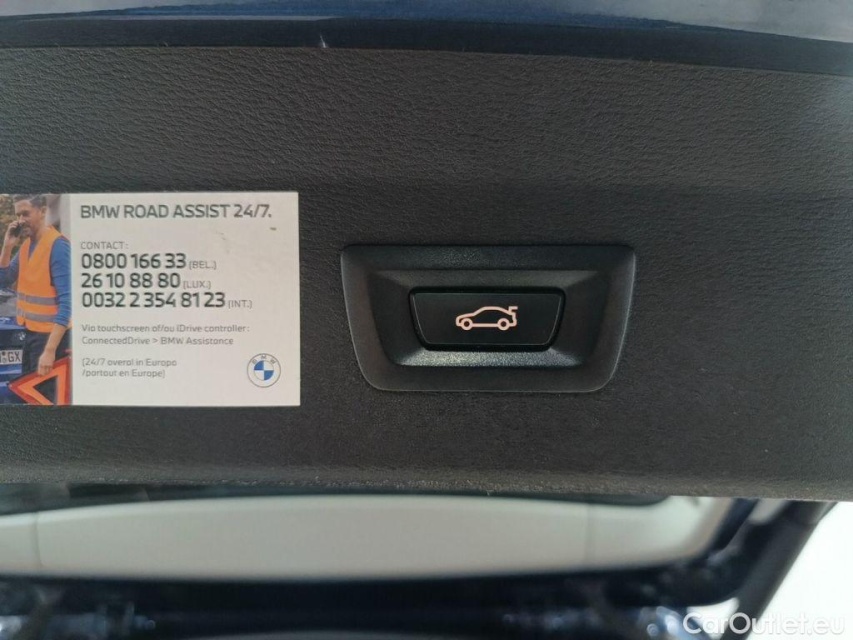 BMW ROAD ASSIST 24/7.
CONTACT:
0800 166 33 (BEL.)
26 10 88 80 (LUX.)
0032 2 354 81 23 (INT.)
Via touchscreen of/ou iDrive controller :
ConnectedDrive > BMW Assistance
(24/7 overal in Europa
/partout en Europe)
BMW
GX
CarOutlet.eu